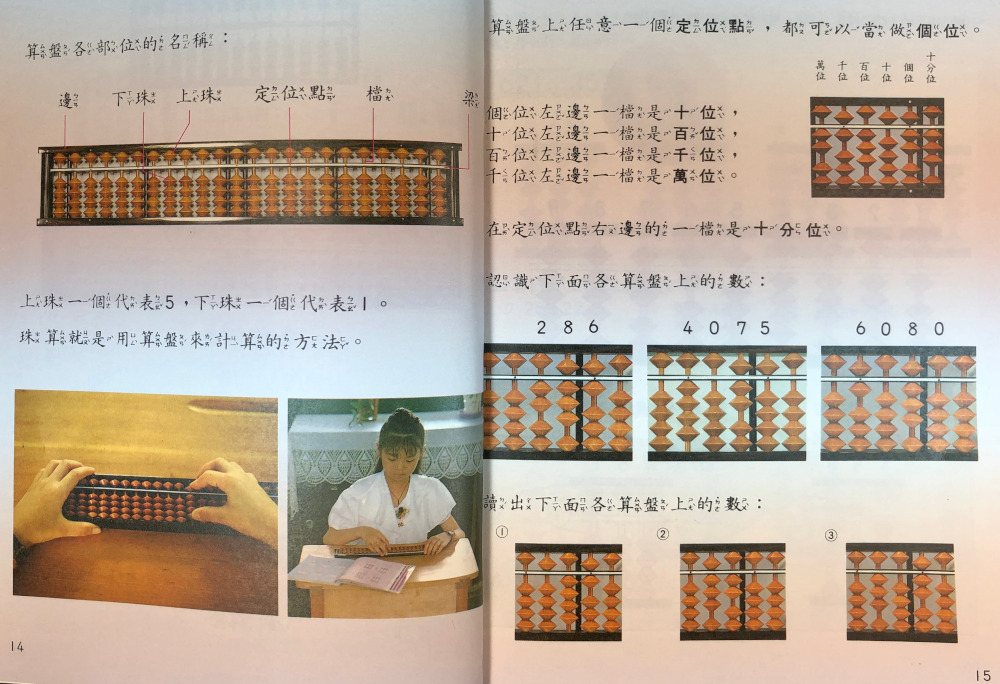 算盤各部位的名稱：
邊 下珠 上珠 定位點 檔 梁
上珠一個代表5，下珠一個代表1。
珠算就是用算盤來計算的方法。
14
算盤上任意一個定位點，都可以當做個位。
萬位 千位 百位 十位 個位 十分位
個位左邊一檔是十位，
十位左邊一檔是百位，
百位左邊一檔是千位，
千位左邊一檔是萬位。
在定位點右邊的一檔是十分位。
認識下面各算盤上的數：
286 4075 6080
讀出下面各算盤上的數：
① ② ③
15